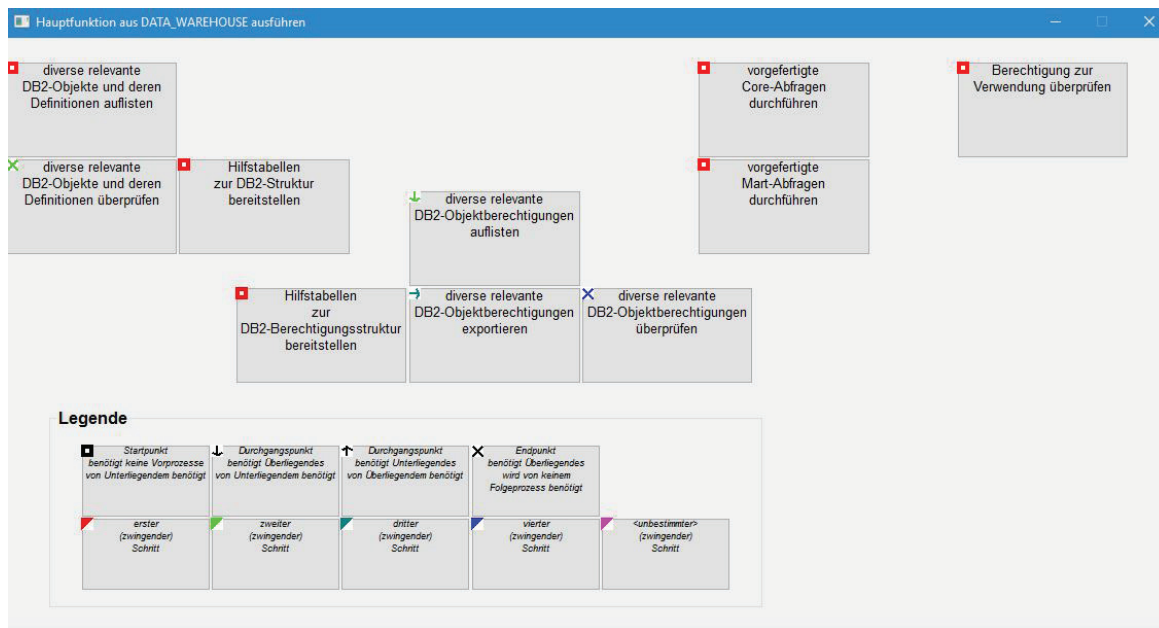 Hauptfunktion aus DATA_WAREHOUSE ausführen
diverse relevante
DB2-Objekte und deren
Definitionen auflisten
vorgefertigte
Core-Abfragen
durchführen
Berechtigung zur
Verwendung überprüfen
diverse relevante
DB2-Objekte und deren
Definitionen überprüfen
Hilfstabellen
zur DB2-Struktur
bereitstellen
vorgefertigte
Mart-Abfragen
durchführen
diverse relevante
DB2-Objektberechtigungen
auflisten
Hilfstabellen
zur
DB2-Berechtigungsstruktur
bereitstellen
diverse relevante
DB2-Objektberechtigungen
exportieren
diverse relevante
DB2-Objektberechtigungen
überprüfen
Legende
Startpunkt
benötigt keine Vorprozesse
von Unterliegendem benötigt
Durchgangspunkt
benötigt Überliegendes
von Unterliegendem benötigt
Durchgangspunkt
benötigt Unterliegendes
von Überliegendem benötigt
Endpunkt
benötigt Überliegendes
wird von keinem
Folgeprozess benötigt
erster
(zwingender)
Schritt
zweiter
(zwingender)
Schritt
dritter
(zwingender)
Schritt
vierter
(zwingender)
Schritt
<unbestimmter>
(zwingender)
Schritt